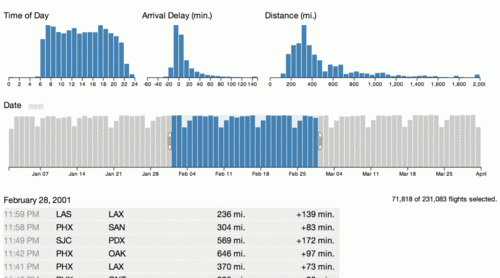 Time of Day
Arrival Delay (min.)
Distance (mi.)
0 2 4 6 8 10 12 14 16 18 20 22 24
-60 -40 -20 0 20 40 60 80 100 120 140
0 200 400 600 800 1,000 1,200 1,400 1,600 1,800 2,00
Date reset
Jan 07 Jan 14 Jan 21 Jan 28 Feb 04 Feb 11 Feb 18 Feb 25 Mar 04 Mar 11 Mar 18 Mar 25 April
February 28, 2001
71,818 of 231,083 flights selected.
11:59 PM LAS LAX 236 mi. +139 min.
11:58 PM PHX SAN 304 mi. +83 min.
11:49 PM SJC PDX 569 mi. +172 min.
11:42 PM PHX OAK 646 mi. +97 min.
11:41 PM PHX LAX 370 mi. +73 min.